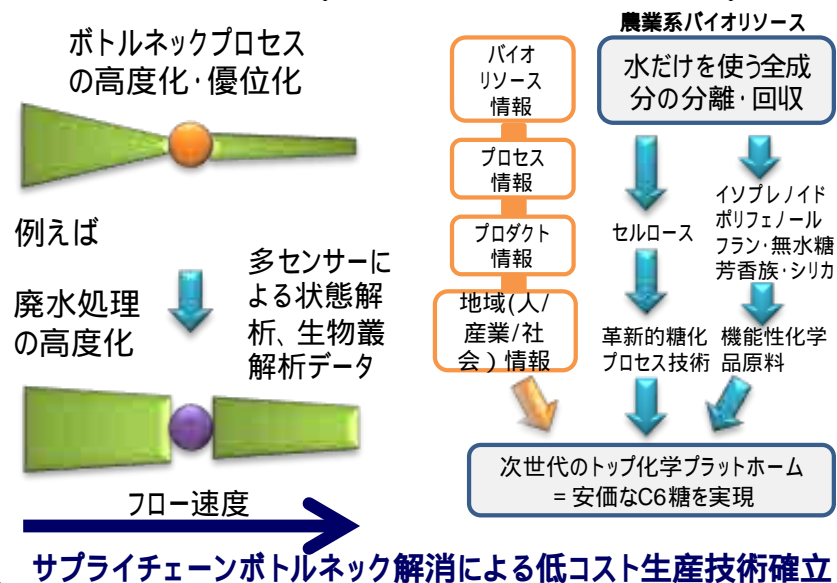 ボトルネックプロセス
の高度化・優位化
例えば
廃水処理
の高度化
多センサーに
よる状態解
析、生物叢
解析データ
フロー速度
バイオ
リソース
情報
プロセス
情報
プロダクト
情報
地域(人/
産業/社
会)情報
農業系バイオリソース
水だけを使う全成
分の分離・回収
セルロース
イソプレノイド
ポリフェノール
フラン・無水糖
芳香族・シリカ
革新的糖化
プロセス技術
機能性化学
品原料
次世代のトップ化学プラットホーム
= 安価なC6糖を実現
サプライチェーンボトルネック解消による低コスト生産技術確立